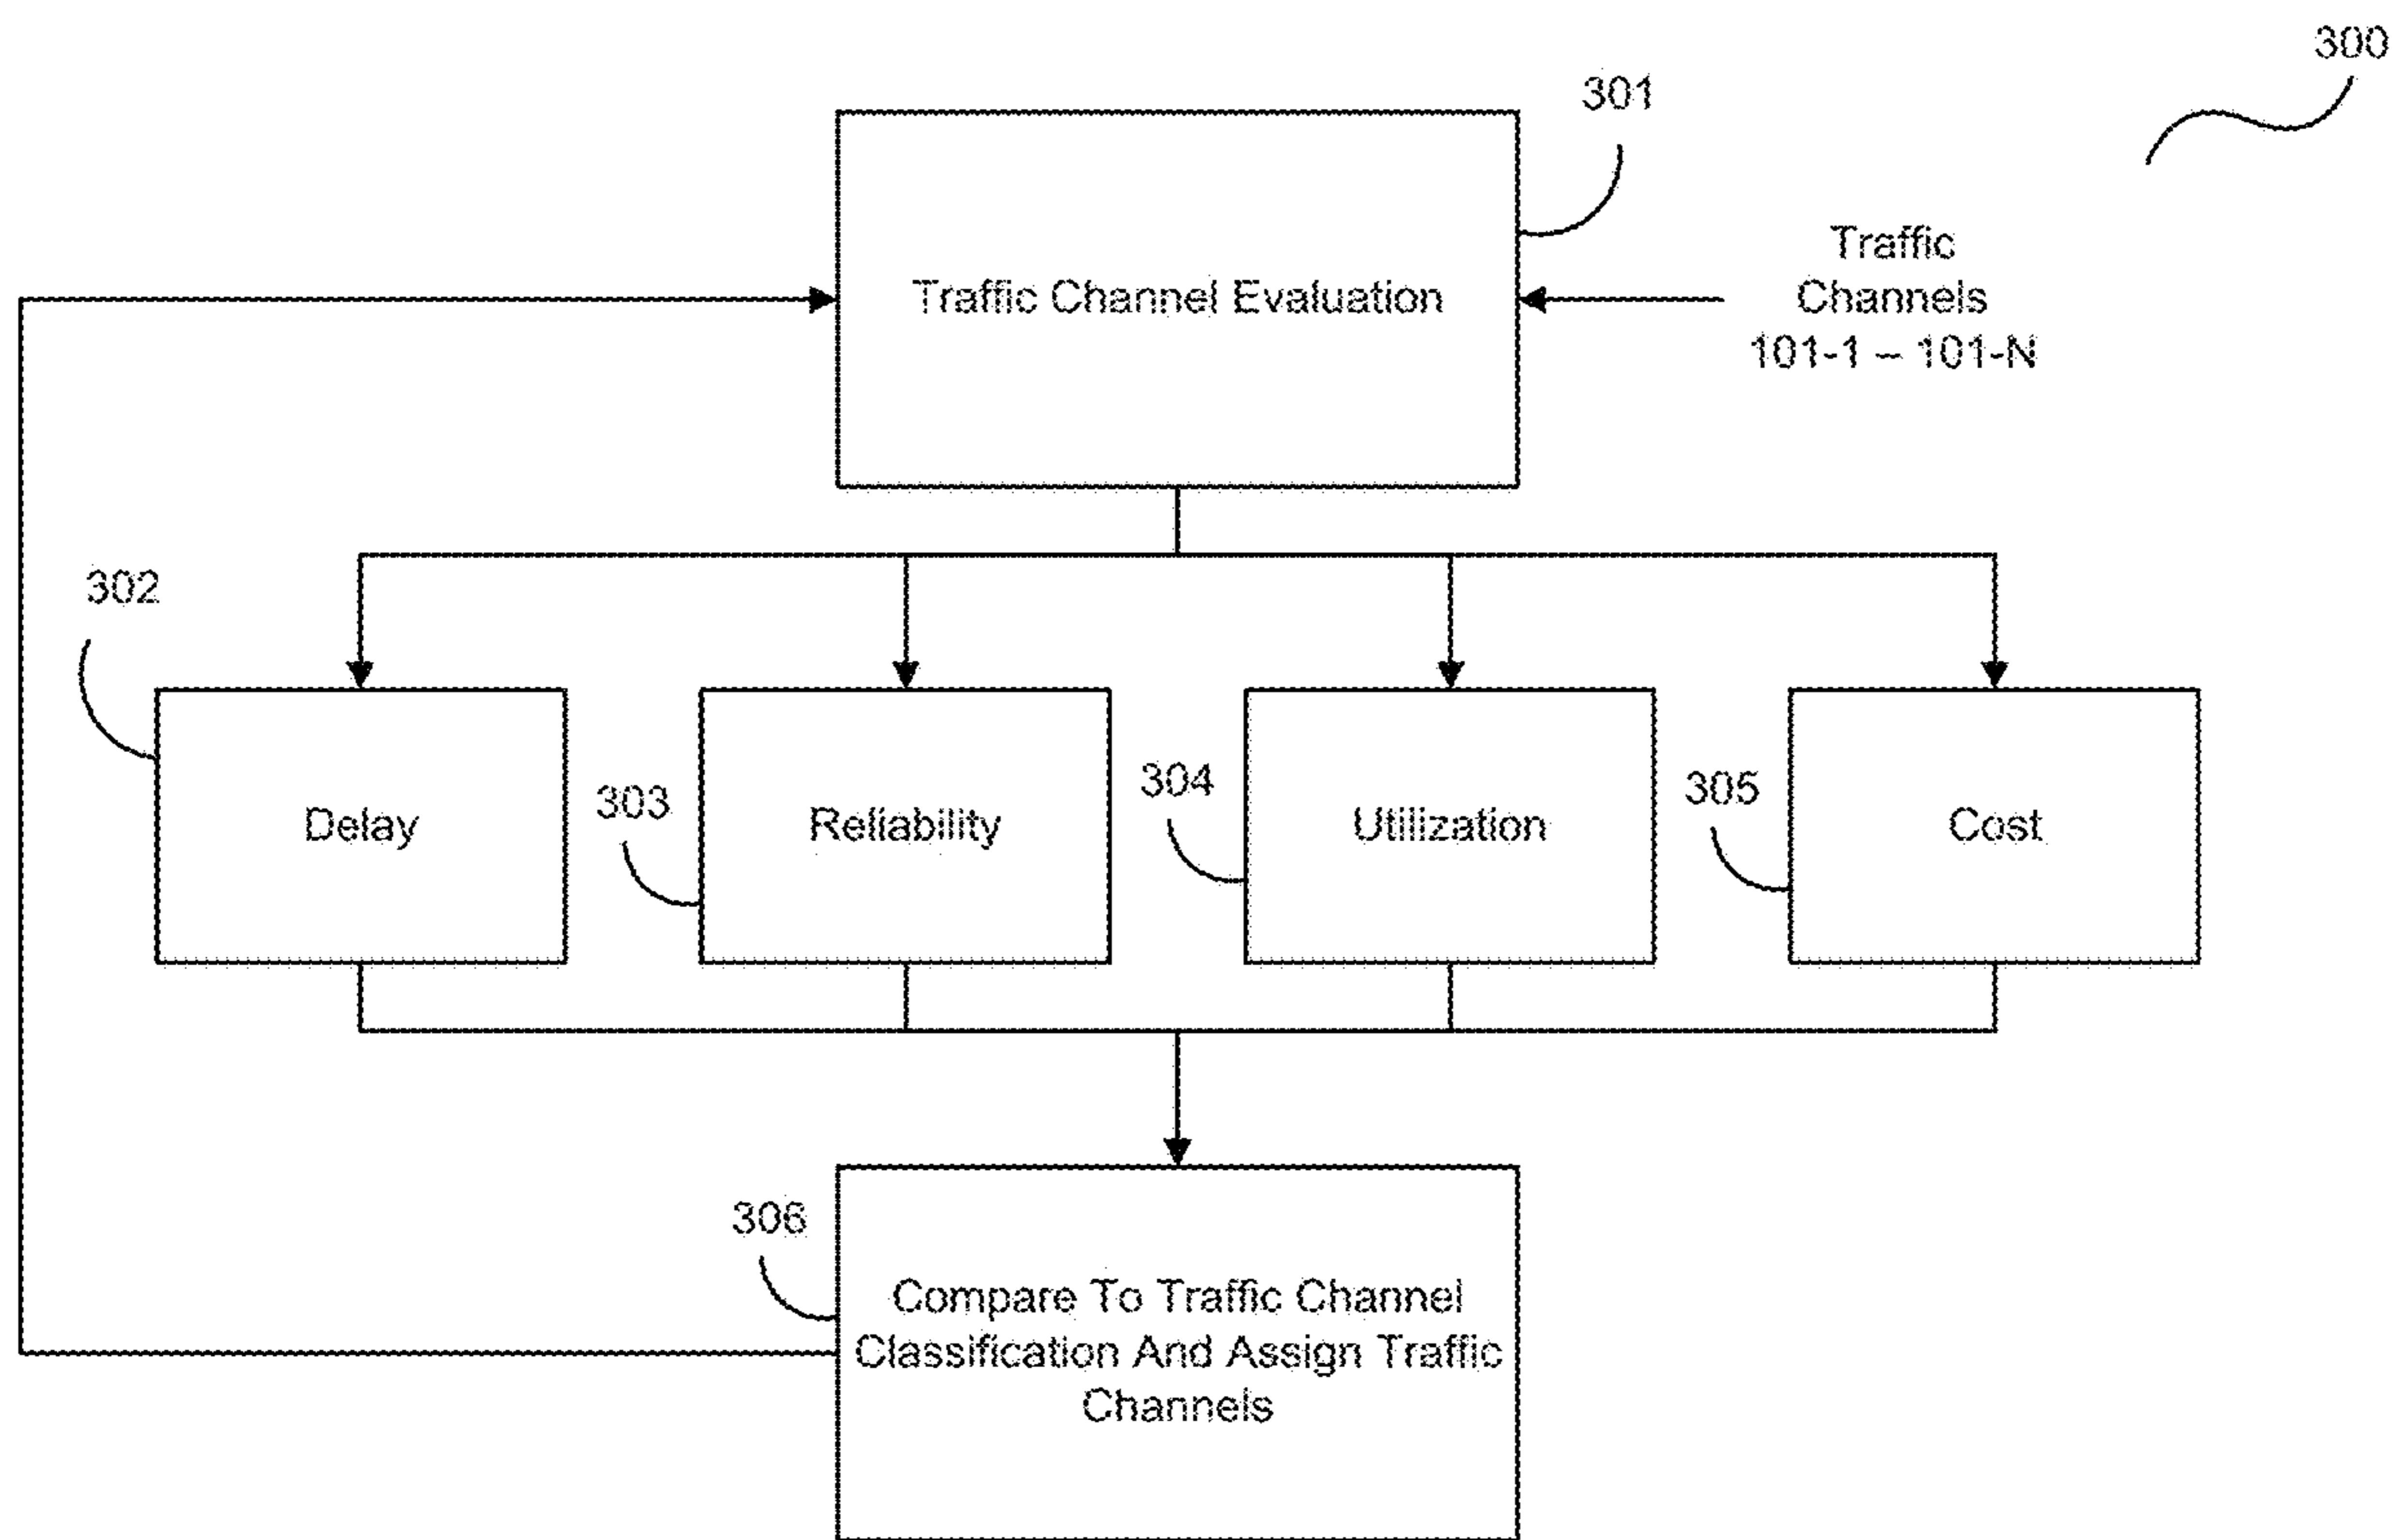 300
301
Traffic Channel Evaluation
Traffic
Channels
101-1 – 101-N
302
Delay
303
Reliability
304
Utilization
305
Cost
306
Compare To Traffic Channel
Classification And Assign Traffic
Channels